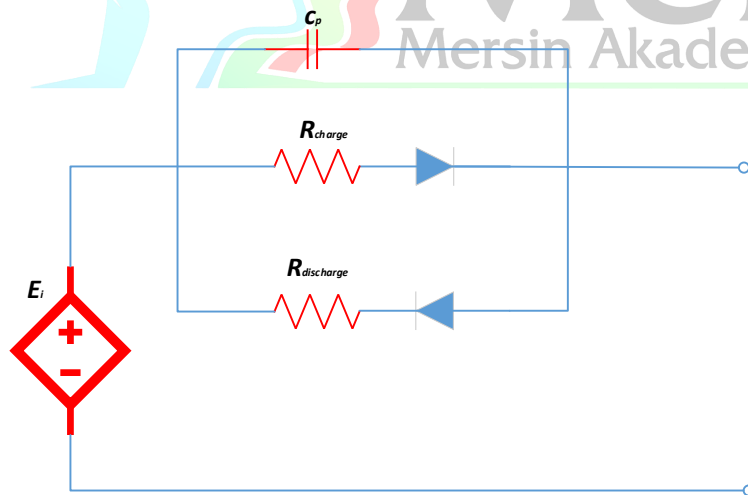 Cp
Mersin Akade
Rcharge
Rdischarge
Ei
+
−